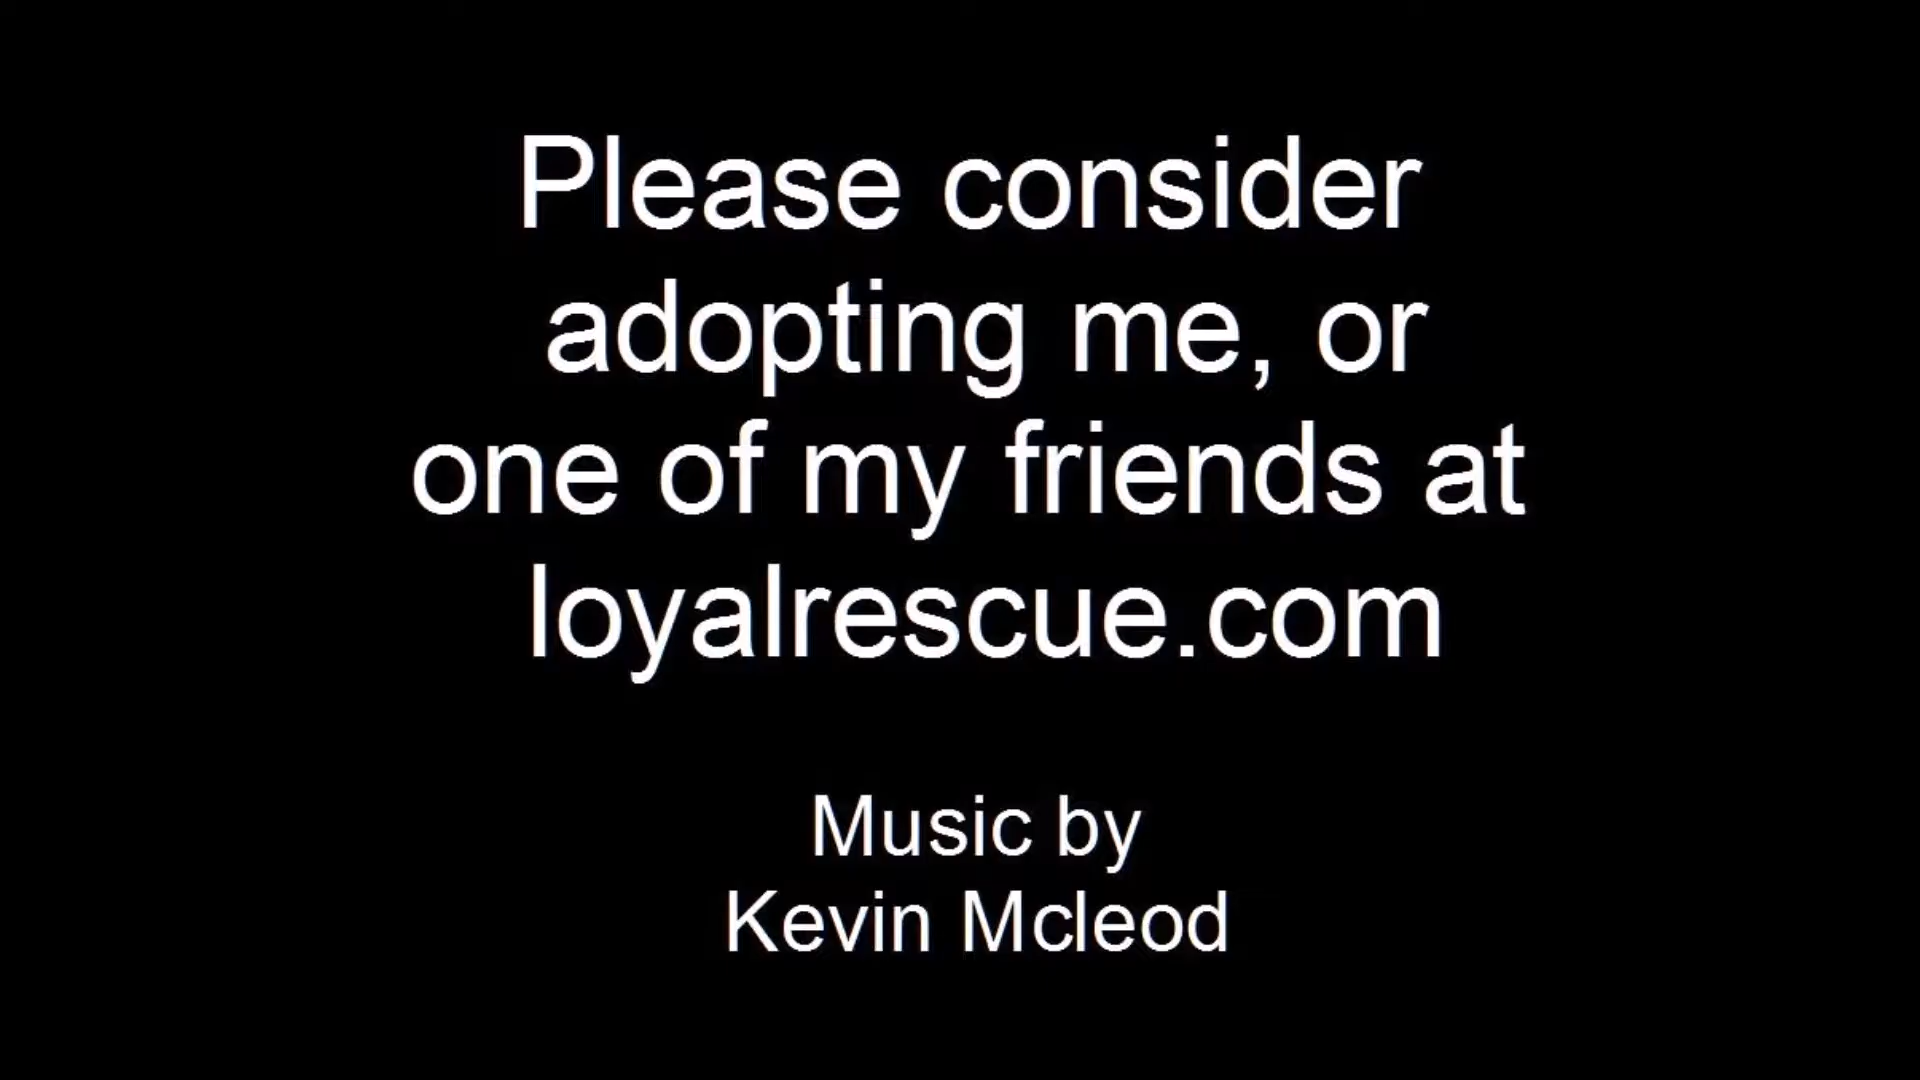 Please consider
adopting me, or
one of my friends at
loyalrescue.com
Music by
Kevin Mcleod